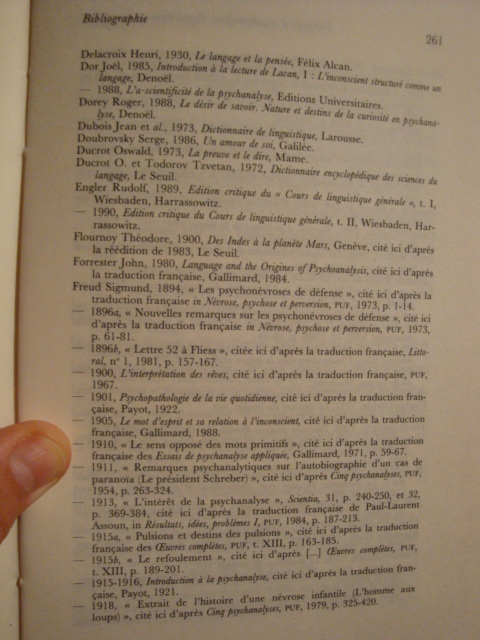 Bibliographie
261
Delacroix Henri, 1930, Le langage et la pensée, Félix Alcan.
Dor Joël, 1985, Introduction à la lecture de Lacan, I : L'inconscient structuré comme un
langage, Denoël.
— 1988, L'a-scientificité de la psychanalyse, Editions Universitaires.
Dorey Roger, 1988, Le désir de savoir. Nature et destins de la curiosité en psychana-
lyse, Denoël.
Dubois Jean et al., 1973, Dictionnaire de linguistique, Larousse.
Doubrovsky Serge, 1986, Un amour de soi, Galilée.
Ducrot Oswald, 1973, La preuve et le dire, Mame.
Ducrot O. et Todorov Tzvetan, 1972, Dictionnaire encyclopédique des sciences du
langage, Le Seuil.
Engler Rudolf, 1989, Edition critique du « Cours de linguistique générale », t. I,
Wiesbaden, Harrassowitz.
— 1990, Edition critique du Cours de linguistique générale, t. II, Wiesbaden, Har-
rassowitz.
Flournoy Théodore, 1900, Des Indes à la planète Mars, Genève, cité ici d'après
la réédition de 1983, Le Seuil.
Forrester John, 1980, Language and the Origins of Psychoanalysis, cité ici d'après
la traduction française, Gallimard, 1984.
Freud Sigmund, 1894, « Les psychonévroses de défense », cité ici d'après la
traduction française in Névrose, psychose et perversion, PUF, 1973, p. 1-14.
— 1896a, « Nouvelles remarques sur les psychonévroses de défense », cité ici
d'après la traduction française in Névrose, psychose et perversion, PUF, 1973,
p. 61-81.
— 1896b, « Lettre 52 à Fliess », citée ici d'après la traduction française, Litto-
ral, n° 1, 1981, p. 157-167.
— 1900, L'interprétation des rêves, cité ici d'après la traduction française, PUF,
1967.
— 1901, Psychopathologie de la vie quotidienne, cité ici d'après la traduction fran-
çaise, Payot, 1922.
— 1905, Le mot d'esprit et sa relation à l'inconscient, cité ici d'après la traduction
française, Gallimard, 1988.
— 1910, « Le sens opposé des mots primitifs », cité ici d'après la traduction
française des Essais de psychanalyse appliquée, Gallimard, 1971, p. 59-67.
— 1911, « Remarques psychanalytiques sur l'autobiographie d'un cas de
paranoïa (Le président Schreber) », cité ici d'après Cinq psychanalyses, PUF,
1954, p. 263-324.
— 1913, « L'intérêt de la psychanalyse », Scientia, 31, p. 240-250, et 32,
p. 369-384, cité ici d'après la traduction française de Paul-Laurent
Assoun, in Résultats, idées, problèmes I, PUF, 1984, p. 187-213.
— 1915a, « Pulsions et destins des pulsions », cité ici d'après la traduction
française des Œuvres complètes, PUF, t. XIII, p. 163-185.
— 1915b, « Le refoulement », cité ici d'après [...] Œuvres complètes, PUF,
t. XIII, p. 189-201.
— 1915-1916, Introduction à la psychanalyse, cité ici d'après la traduction fran-
çaise, Payot, 1921.
— 1918, « Extrait de l'histoire d'une névrose infantile (L'homme aux
loups) », cité ici d'après Cinq psychanalyses, PUF, 1979, p. 325-420.